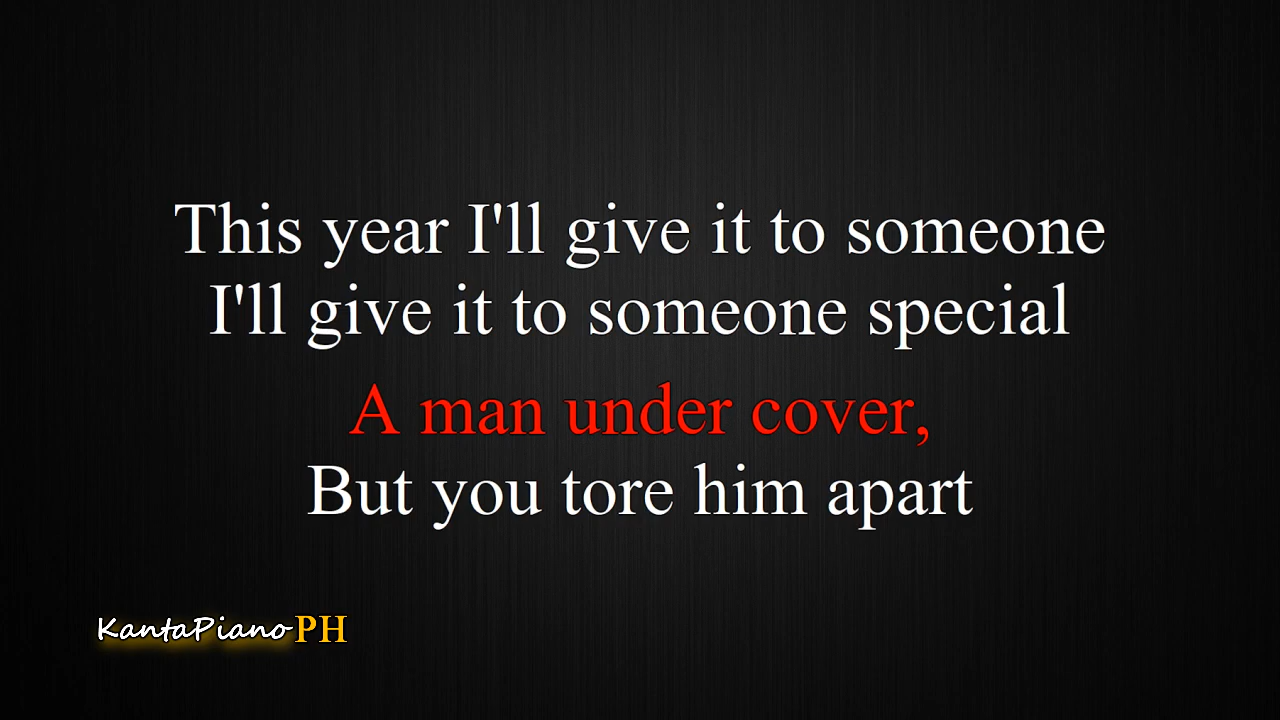 This year I'll give it to someone
I'll give it to someone special
A man under cover,
But you tore him apart
KantaPianoPH